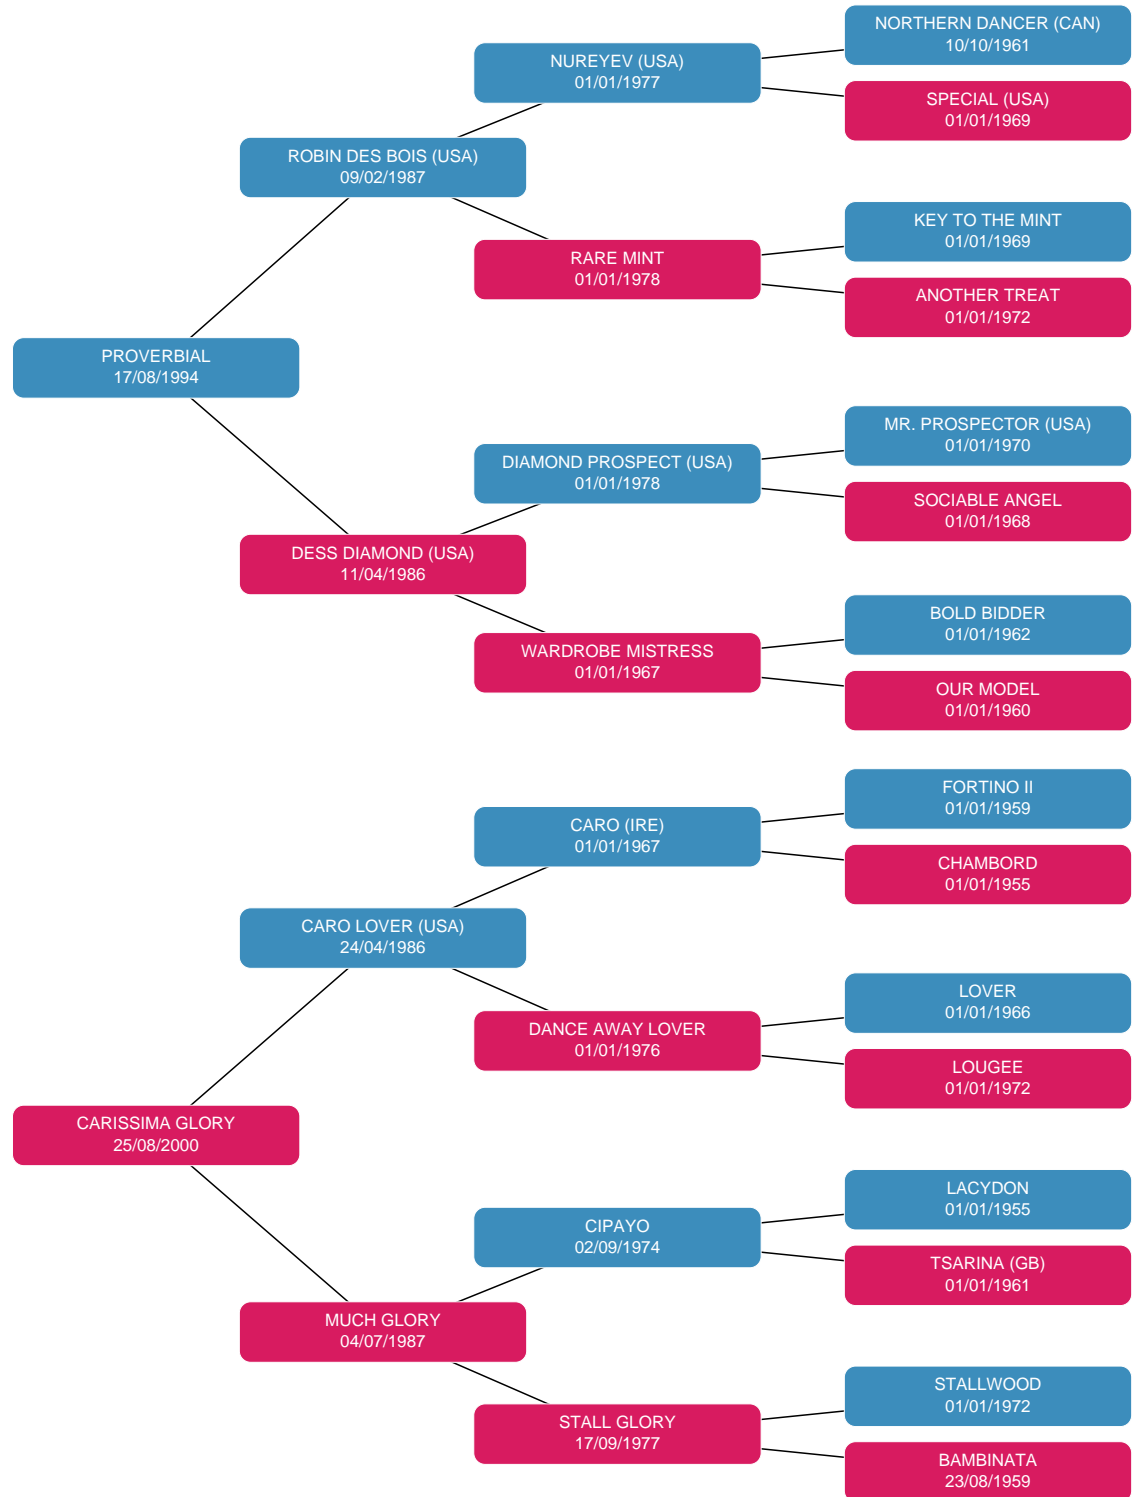 NORTHERN DANCER (CAN)
10/10/1961
NUREYEV (USA)
01/01/1977
SPECIAL (USA)
01/01/1969
ROBIN DES BOIS (USA)
09/02/1987
KEY TO THE MINT
01/01/1969
RARE MINT
01/01/1978
ANOTHER TREAT
01/01/1972
PROVERBIAL
17/08/1994
MR. PROSPECTOR (USA)
01/01/1970
DIAMOND PROSPECT (USA)
01/01/1978
SOCIABLE ANGEL
01/01/1968
DESS DIAMOND (USA)
11/04/1986
BOLD BIDDER
01/01/1962
WARDROBE MISTRESS
01/01/1967
OUR MODEL
01/01/1960
FORTINO II
01/01/1959
CARO (IRE)
01/01/1967
CHAMBORD
01/01/1955
CARO LOVER (USA)
24/04/1986
LOVER
01/01/1966
DANCE AWAY LOVER
01/01/1976
LOUGEE
01/01/1972
CARISSIMA GLORY
25/08/2000
LACYDON
01/01/1955
CIPAYO
02/09/1974
TSARINA (GB)
01/01/1961
MUCH GLORY
04/07/1987
STALLWOOD
01/01/1972
STALL GLORY
17/09/1977
BAMBINATA
23/08/1959